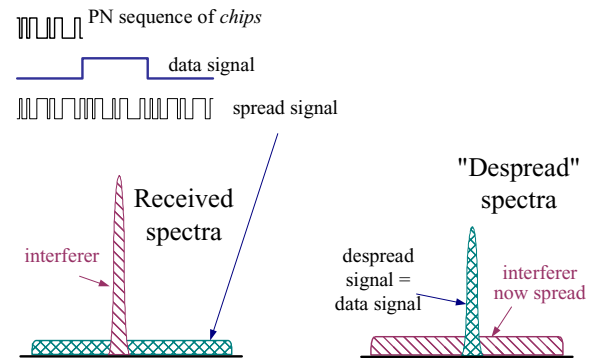 PN sequence of chips
data signal
spread signal
Received
spectra
interferer
"Despread"
spectra
despread
signal =
data signal
interferer
now spread